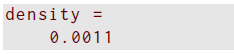 density =
0.0011